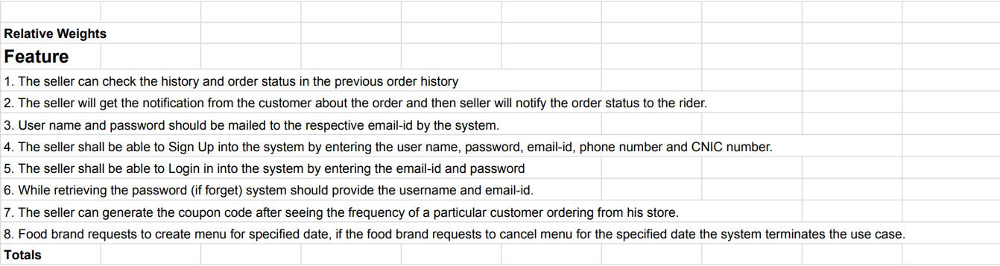 Relative Weights
Feature
1. The seller can check the history and order status in the previous order history
2. The seller will get the notification from the customer about the order and then seller will notify the order status to the rider.
3. User name and password should be mailed to the respective email-id by the system.
4. The seller shall be able to Sign Up into the system by entering the user name, password, email-id, phone number and CNIC number.
5. The seller shall be able to Login in into the system by entering the email-id and password
6. While retrieving the password (if forget) system should provide the username and email-id.
7. The seller can generate the coupon code after seeing the frequency of a particular customer ordering from his store.
8. Food brand requests to create menu for specified date, if the food brand requests to cancel menu for the specified date the system terminates the use case.
Totals